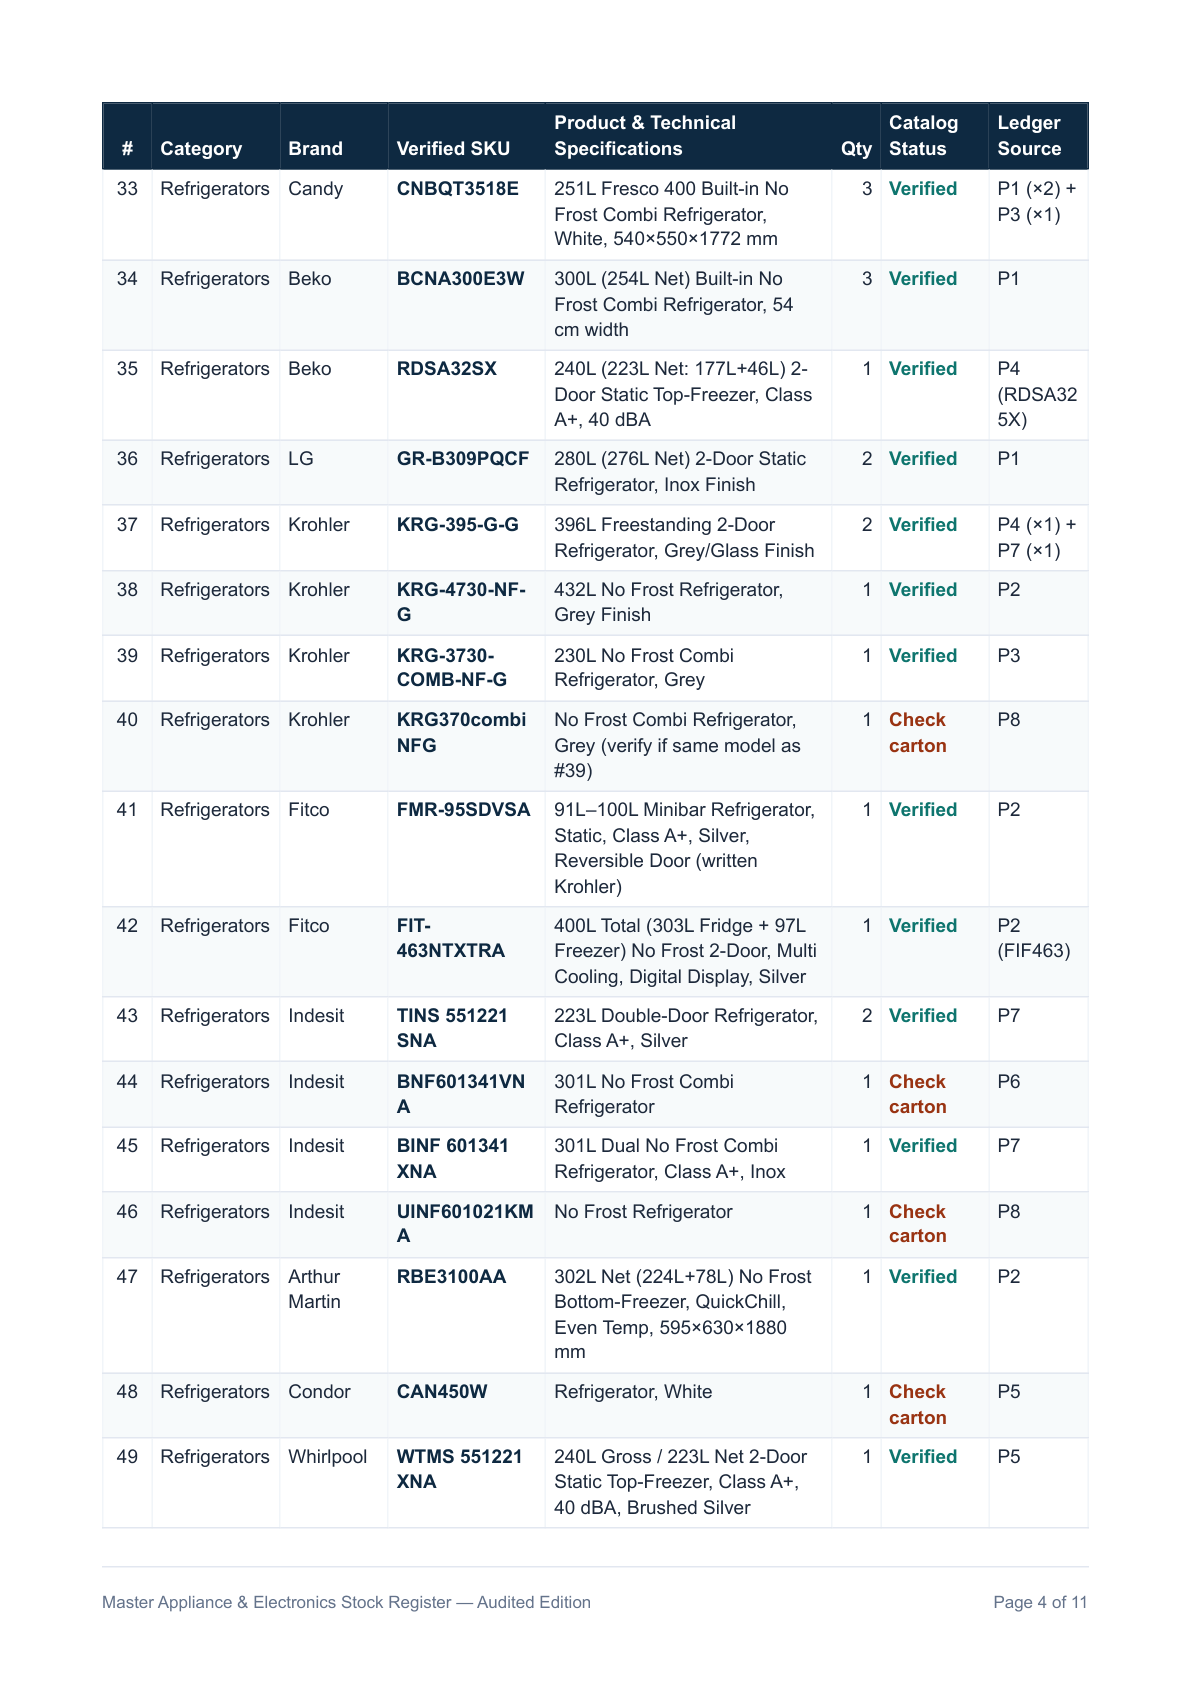 # Category Brand Verified SKU Product & Technical Specifications Qty Catalog Status Ledger Source
33 Refrigerators Candy CNBQT3518E 251L Fresco 400 Built-in No 3 Verified P1 (×2) +
Frost Combi Refrigerator, P3 (×1)
White, 540×550×1772 mm
34 Refrigerators Beko BCNA300E3W 300L (254L Net) Built-in No 3 Verified P1
Frost Combi Refrigerator, 54
cm width
35 Refrigerators Beko RDSA32SX 240L (223L Net: 177L+46L) 2- 1 Verified P4
Door Static Top-Freezer, Class (RDSA32
A+, 40 dBA 5X)
36 Refrigerators LG GR-B309PQCF 280L (276L Net) 2-Door Static 2 Verified P1
Refrigerator, Inox Finish
37 Refrigerators Krohler KRG-395-G-G 396L Freestanding 2-Door 2 Verified P4 (×1) +
Refrigerator, Grey/Glass Finish P7 (×1)
38 Refrigerators Krohler KRG-4730-NF- 432L No Frost Refrigerator, 1 Verified P2
G Grey Finish
39 Refrigerators Krohler KRG-3730- 230L No Frost Combi 1 Verified P3
COMB-NF-G Refrigerator, Grey
40 Refrigerators Krohler KRG370combi No Frost Combi Refrigerator, 1 Check P8
NFG Grey (verify if same model as carton
#39)
41 Refrigerators Fitco FMR-95SDVSA 91L–100L Minibar Refrigerator, 1 Verified P2
Static, Class A+, Silver,
Reversible Door (written
Krohler)
42 Refrigerators Fitco FIT- 400L Total (303L Fridge + 97L 1 Verified P2
463NTXTRA Freezer) No Frost 2-Door, Multi (FIF463)
Cooling, Digital Display, Silver
43 Refrigerators Indesit TINS 551221 223L Double-Door Refrigerator, 2 Verified P7
SNA Class A+, Silver
44 Refrigerators Indesit BNF601341VN 301L No Frost Combi 1 Check P6
A Refrigerator carton
45 Refrigerators Indesit BINF 601341 301L Dual No Frost Combi 1 Verified P7
XNA Refrigerator, Class A+, Inox
46 Refrigerators Indesit UINF601021KM No Frost Refrigerator 1 Check P8
A carton
47 Refrigerators Arthur RBE3100AA 302L Net (224L+78L) No Frost 1 Verified P2
Martin Bottom-Freezer, QuickChill,
Even Temp, 595×630×1880
mm
48 Refrigerators Condor CAN450W Refrigerator, White 1 Check P5
carton
49 Refrigerators Whirlpool WTMS 551221 240L Gross / 223L Net 2-Door 1 Verified P5
XNA Static Top-Freezer, Class A+,
40 dBA, Brushed Silver
Master Appliance & Electronics Stock Register — Audited Edition Page 4 of 11